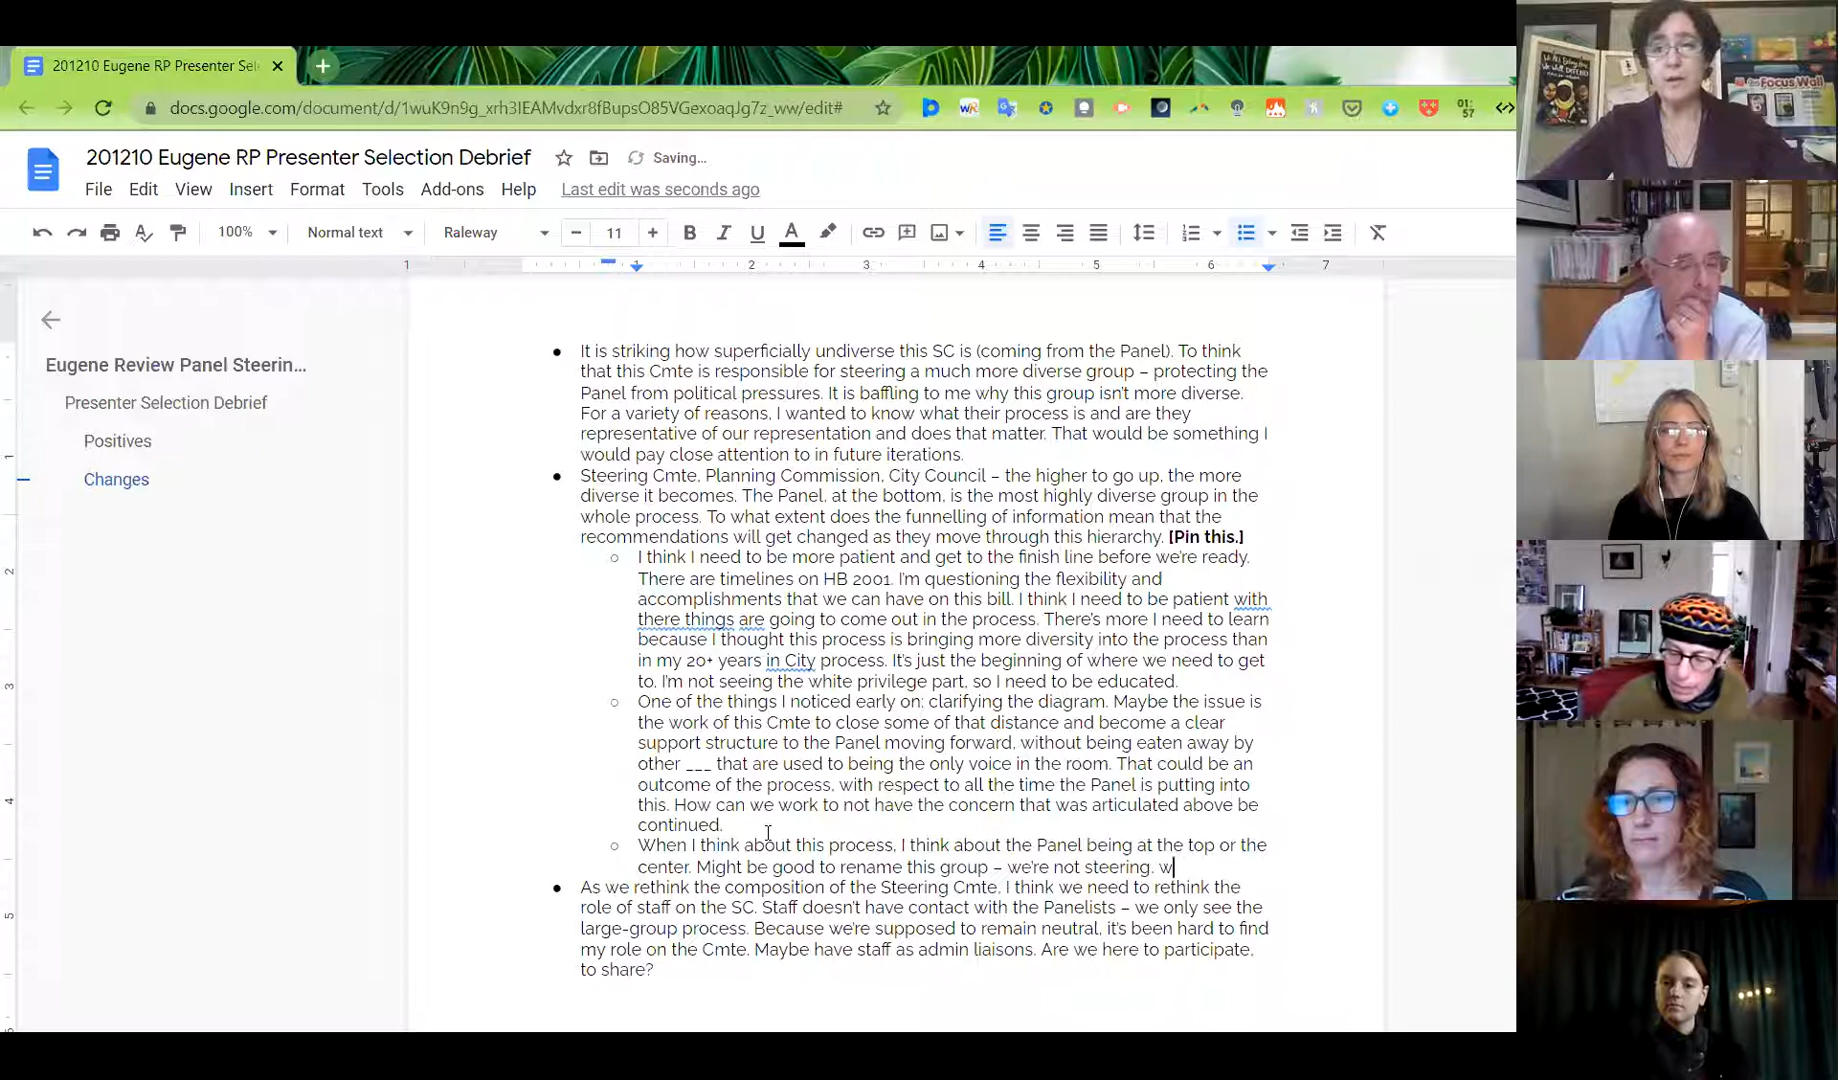 201210 Eugene RP Presenter Sel
docs.google.com/document/d/1wuK9n9g_xrh3IEAMvdxr8fBupsO85VGexoaqJg7z_ww/edit#
01:
57
201210 Eugene RP Presenter Selection Debrief
Saving...
File Edit View Insert Format Tools Add-ons Help Last edit was seconds ago
100% Normal text Raleway 11
1 1 2 3 4 5 6 7
Eugene Review Panel Steerin...
Presenter Selection Debrief
Positives
Changes
● It is striking how superficially undiverse this SC is (coming from the Panel). To think
that this Cmte is responsible for steering a much more diverse group – protecting the
Panel from political pressures. It is baffling to me why this group isn't more diverse.
For a variety of reasons, I wanted to know what their process is and are they
representative of our representation and does that matter. That would be something I
would pay close attention to in future iterations.
● Steering Cmte, Planning Commission, City Council – the higher to go up, the more
diverse it becomes. The Panel, at the bottom, is the most highly diverse group in the
whole process. To what extent does the funnelling of information mean that the
recommendations will get changed as they move through this hierarchy. [Pin this.]
○ I think I need to be more patient and get to the finish line before we're ready.
There are timelines on HB 2001. I'm questioning the flexibility and
accomplishments that we can have on this bill. I think I need to be patient with
there things are going to come out in the process. There's more I need to learn
because I thought this process is bringing more diversity into the process than
in my 20+ years in City process. It's just the beginning of where we need to get
to. I'm not seeing the white privilege part, so I need to be educated.
○ One of the things I noticed early on: clarifying the diagram. Maybe the issue is
the work of this Cmte to close some of that distance and become a clear
support structure to the Panel moving forward, without being eaten away by
other ___ that are used to being the only voice in the room. That could be an
outcome of the process, with respect to all the time the Panel is putting into
this. How can we work to not have the concern that was articulated above be
continued.
○ When I think about this process, I think about the Panel being at the top or the
center. Might be good to rename this group – we're not steering. w
● As we rethink the composition of the Steering Cmte, I think we need to rethink the
role of staff on the SC. Staff doesn't have contact with the Panelists – we only see the
large-group process. Because we're supposed to remain neutral, it's been hard to find
my role on the Cmte. Maybe have staff as admin liaisons. Are we here to participate,
to share?
1
2
3
4
5
Focus Wall